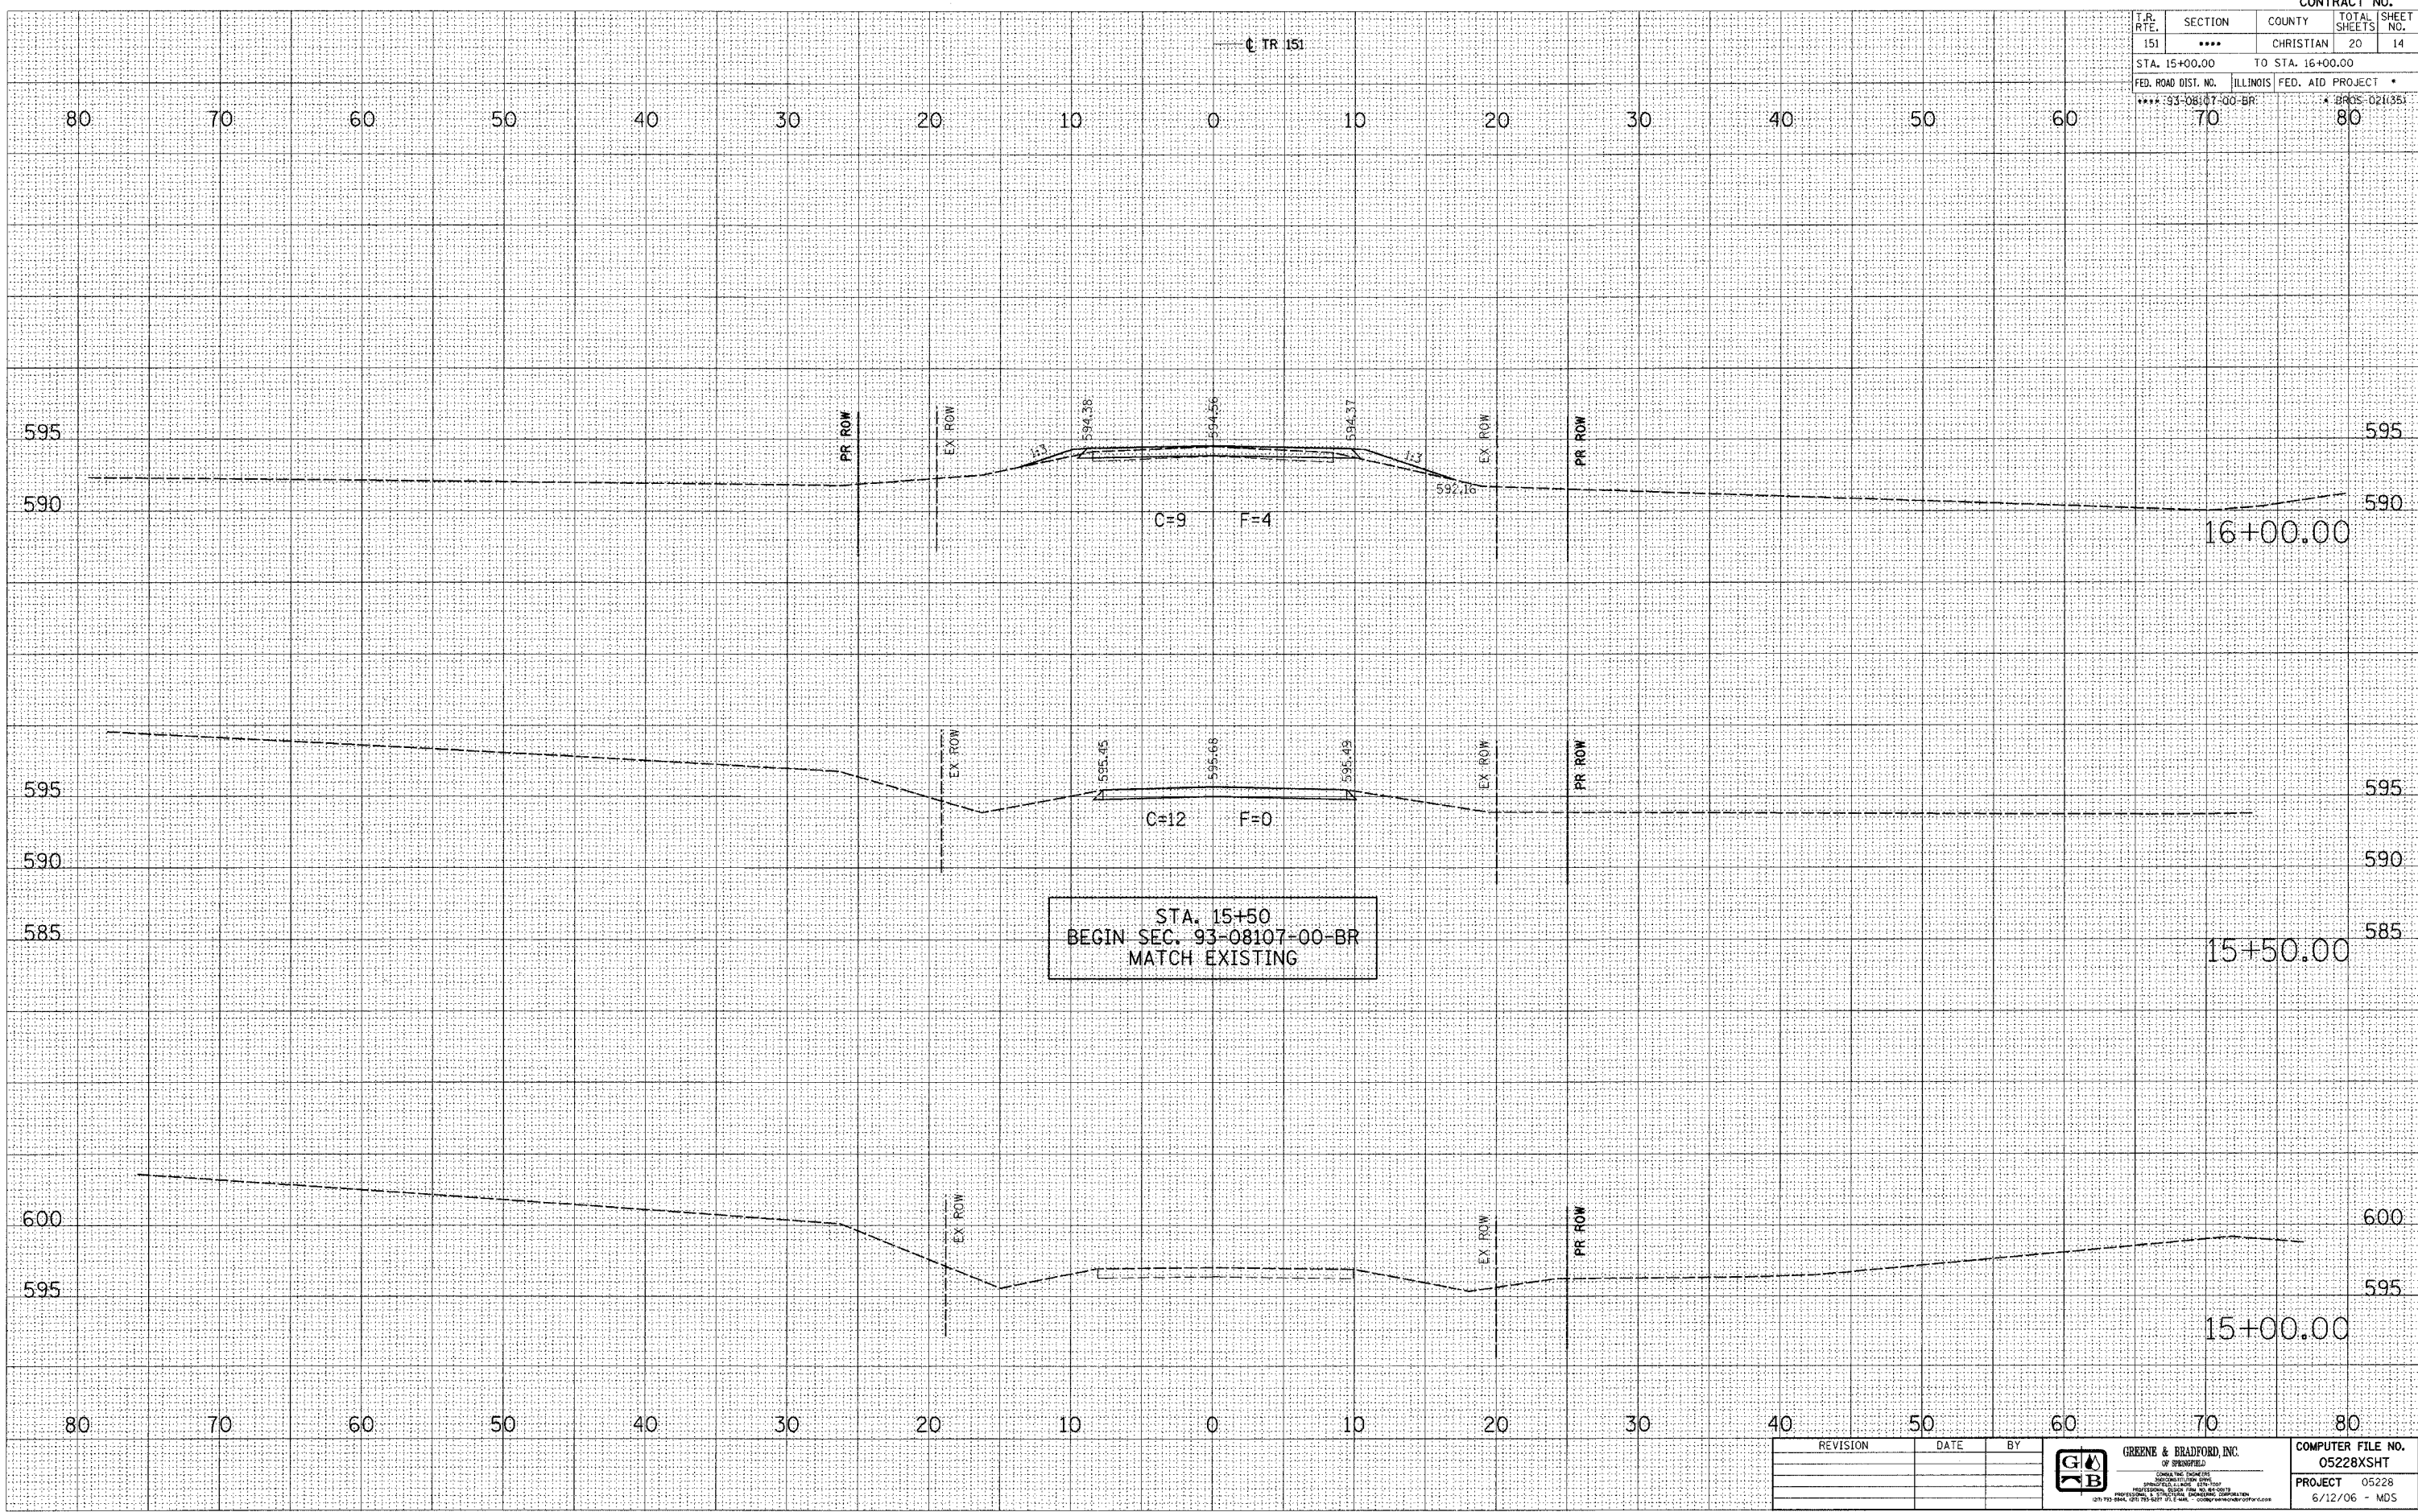 CONTRACT NO.
T.R. RTE. SECTION COUNTY TOTAL SHEETS SHEET NO.
151 •••• CHRISTIAN 20 14
STA. 15+00.00 TO STA. 16+00.00
FED. ROAD DIST. NO. ILLINOIS FED. AID PROJECT •
•••• 93-08107-00-BR • BROS-021(35)
℄ TR 151
80 70 60 50 40 30 20 10 0 10 20 30 40 50 60 70 80
PR ROW EX ROW 594.38 594.56 594.37 EX ROW PR ROW
595 1:3 1:3 595
592.16
590 C=9 F=4 590
16+00.00
EX ROW 595.45 595.68 595.49 EX ROW PR ROW
595 595
C=12 F=0
590 590
STA. 15+50
BEGIN SEC. 93-08107-00-BR
MATCH EXISTING
585 585
15+50.00
EX ROW EX ROW PR ROW
600 600
595 595
15+00.00
80 70 60 50 40 30 20 10 0 10 20 30 40 50 60 70 80
REVISION DATE BY
G B
GREENE & BRADFORD, INC.
OF SPRINGFIELD
CONSULTING ENGINEERS
COMPUTER FILE NO.
05228XSHT
PROJECT 05228
6/12/06 - MDS